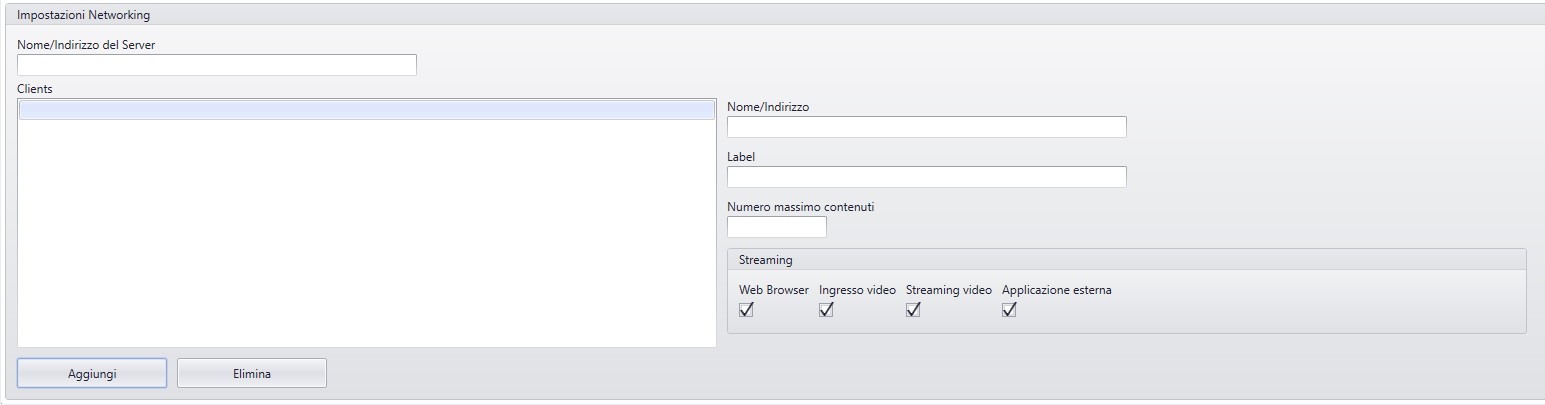 Impostazioni Networking
Nome/Indirizzo del Server
Clients
Nome/Indirizzo
Label
Numero massimo contenuti
Streaming
Web Browser Ingresso video Streaming video Applicazione esterna
Aggiungi Elimina